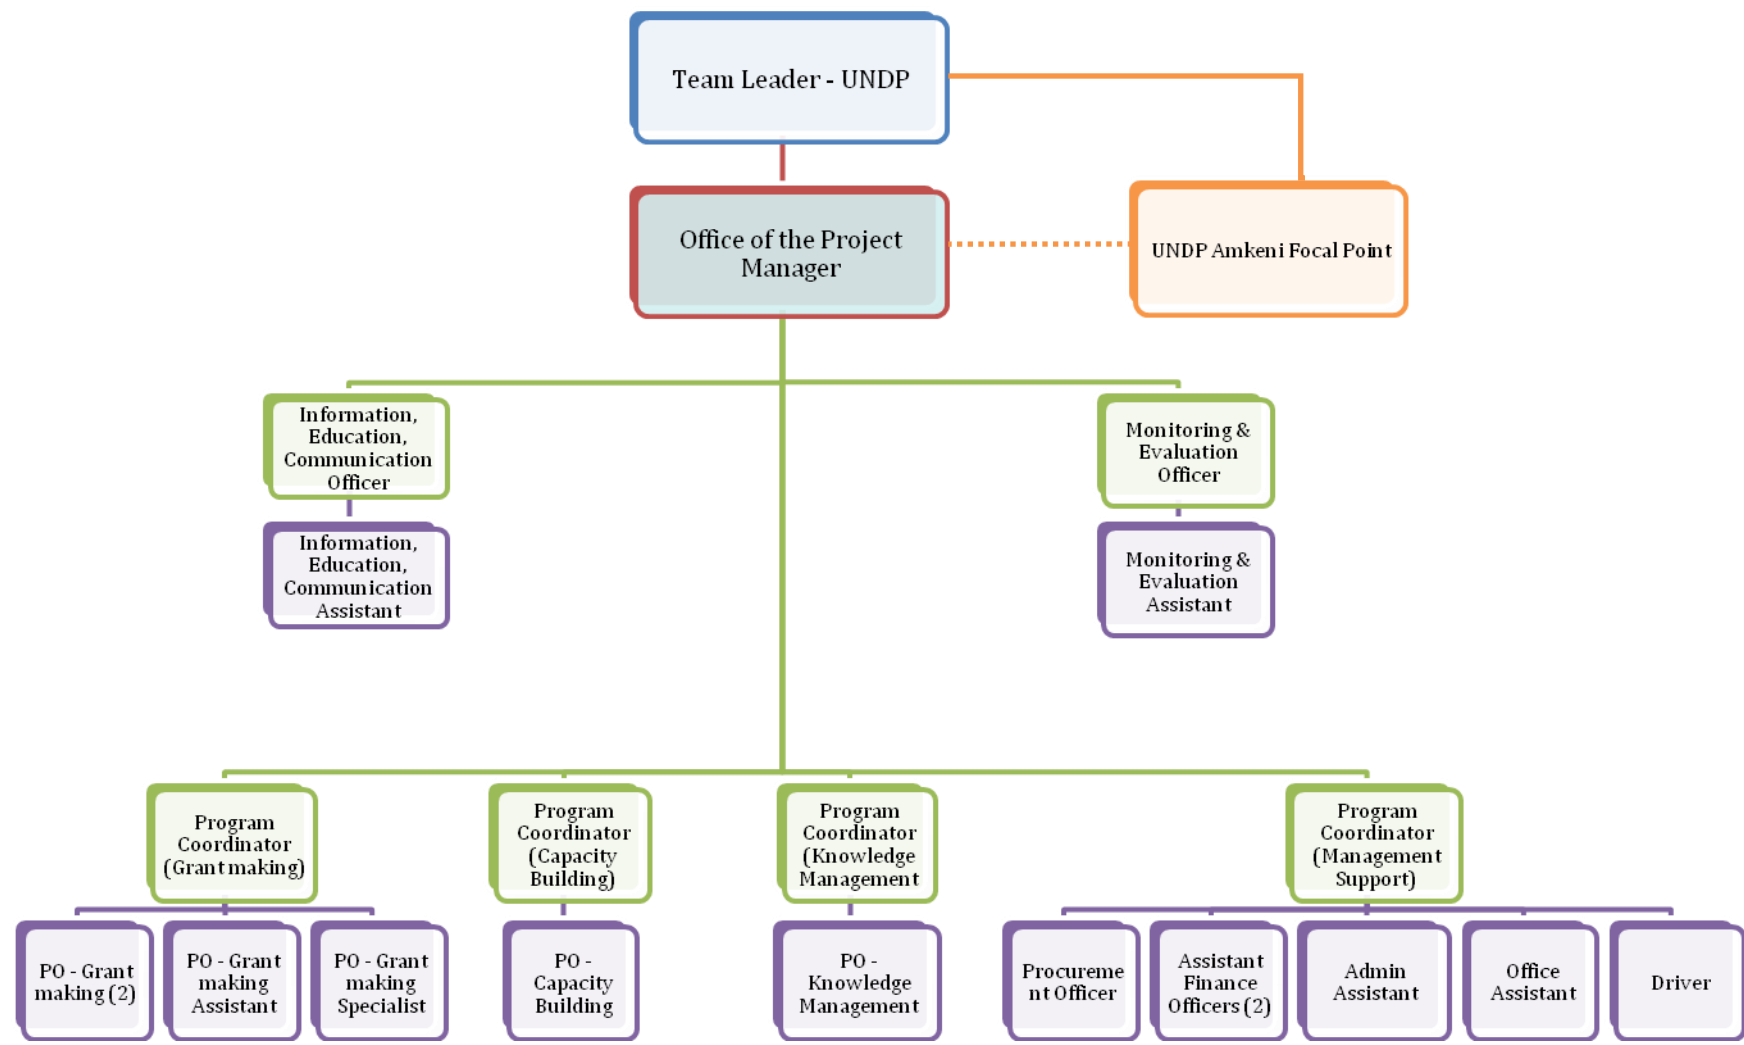 Team Leader - UNDP
Office of the Project
Manager
UNDP Amkeni Focal Point
Information,
Education,
Communication
Officer
Monitoring &
Evaluation
Officer
Information,
Education,
Communication
Assistant
Monitoring &
Evaluation
Assistant
Program
Coordinator
(Grant making)
Program
Coordinator
(Capacity
Building)
Program
Coordinator
(Knowledge
Management
Program
Coordinator
(Management
Support)
PO - Grant
making (2)
PO - Grant
making
Assistant
PO - Grant
making
Specialist
PO -
Capacity
Building
PO -
Knowledge
Management
Procureme
nt Officer
Assistant
Finance
Officers (2)
Admin
Assistant
Office
Assistant
Driver